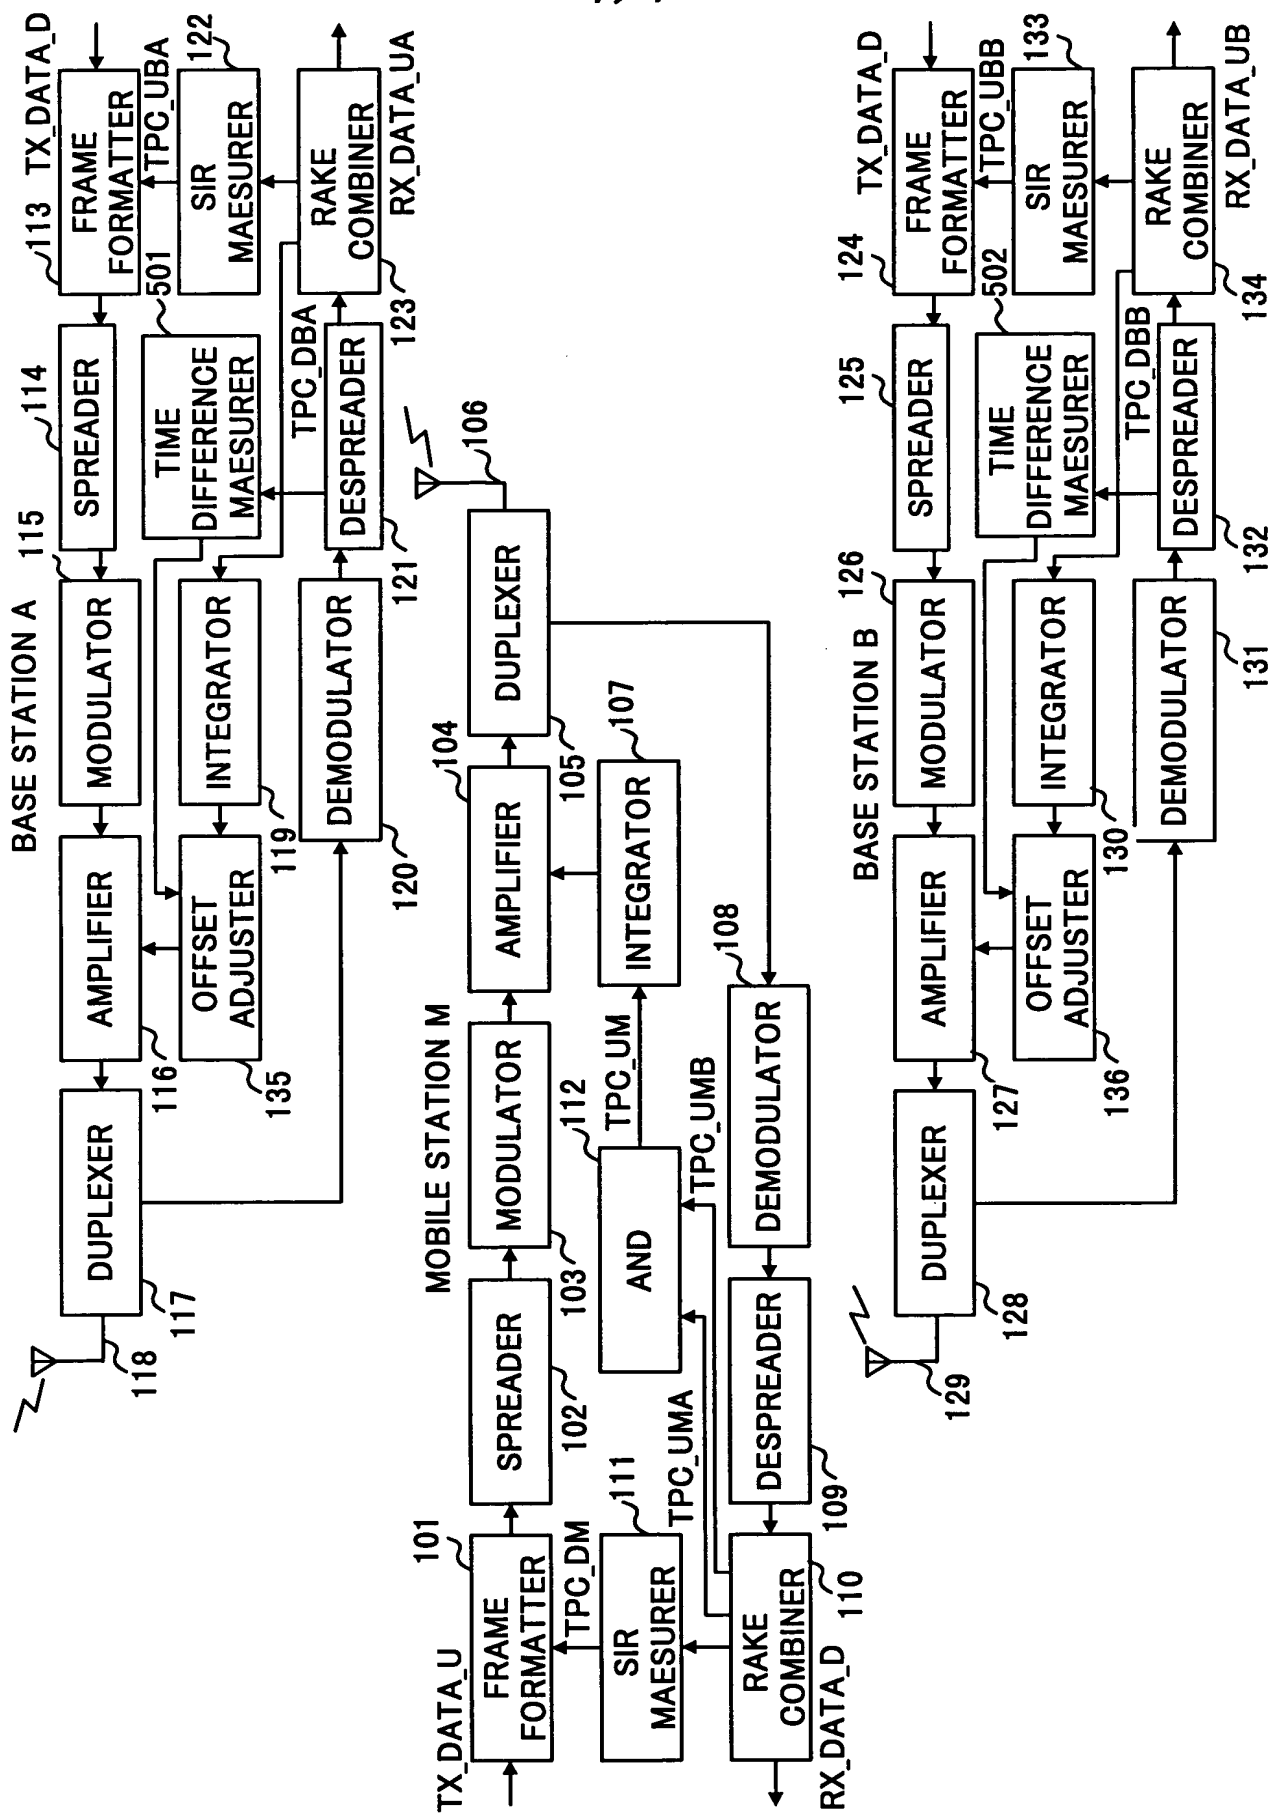 BASE STATION A
118
DUPLEXER
117
AMPLIFIER
116
MODULATOR
115
SPREADER
114
FRAME
FORMATTER
113
TX_DATA_D
OFFSET
ADJUSTER
135
INTEGRATOR
119
TIME
DIFFERENCE
MAESURER
501
TPC_UBA
SIR
MAESURER
122
TPC_DBA
DEMODULATOR
120
DESPREADER
121
RAKE
COMBINER
123
RX_DATA_UA
MOBILE STATION M
TX_DATA_U
FRAME
FORMATTER
101
SPREADER
102
MODULATOR
103
AMPLIFIER
104
DUPLEXER
105
106
TPC_DM
SIR
MAESURER
111
AND
112
TPC_UM
INTEGRATOR
107
TPC_UMA
TPC_UMB
RX_DATA_D
RAKE
COMBINER
110
DESPREADER
109
DEMODULATOR
108
BASE STATION B
129
DUPLEXER
128
AMPLIFIER
127
MODULATOR
126
SPREADER
125
FRAME
FORMATTER
124
TX_DATA_D
OFFSET
ADJUSTER
136
INTEGRATOR
130
TIME
DIFFERENCE
MAESURER
502
TPC_UBB
SIR
MAESURER
133
TPC_DBB
DEMODULATOR
131
DESPREADER
132
RAKE
COMBINER
134
RX_DATA_UB